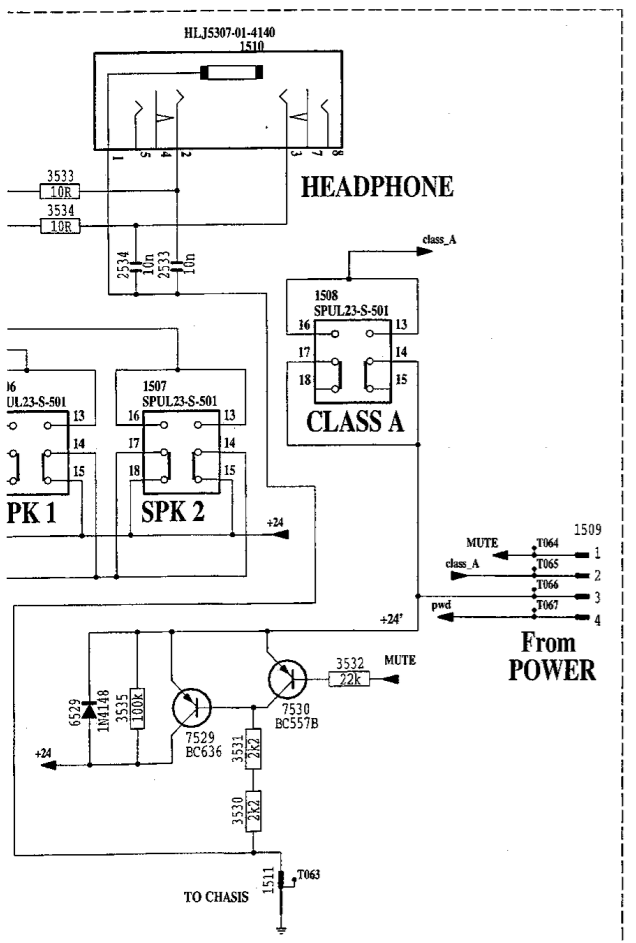 HLJ5307-01-4140
1510
1 5 4 2 3 7 8
HEADPHONE
3533
10R
3534
10R
2534
10n
2533
10n
class_A
1508
SPUL23-S-501
16 13
17 14
18 15
CLASS A
06
UL23-S-501
13
14
15
PK 1
1507
SPUL23-S-501
16 13
17 14
18 15
SPK 2
+24
1509
MUTE T064 1
class_A T065 2
T066 3
pwd T067 4
From
POWER
+24'
3532
22k
MUTE
6529
1N4148
3535
100k
7529
BC636
7530
BC557B
3531
2k2
3530
2k2
+24
1511
T063
TO CHASIS